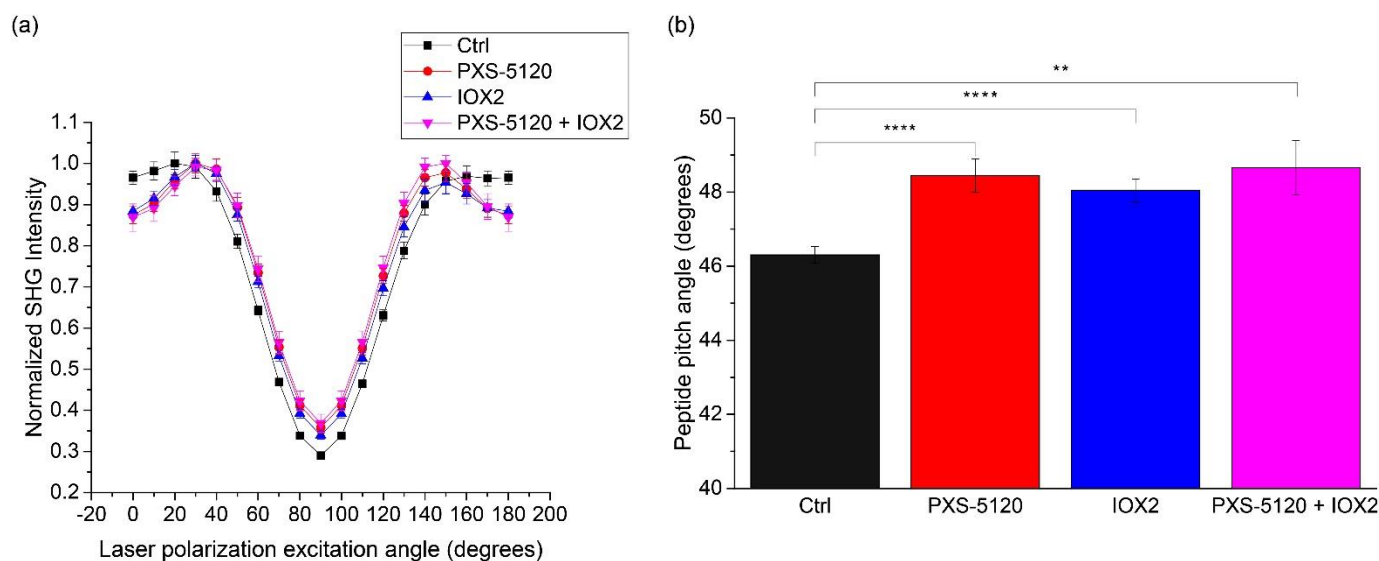 (a)
Ctrl
PXS-5120
IOX2
PXS-5120 + IOX2
1.1
1.0
0.9
0.8
0.7
0.6
0.5
0.4
0.3
0.2
Normalized SHG Intensity
-20 0 20 40 60 80 100 120 140 160 180 200
Laser polarization excitation angle (degrees)
(b)
**
****
****
50
48
46
44
42
40
Peptide pitch angle (degrees)
Ctrl PXS-5120 IOX2 PXS-5120 + IOX2